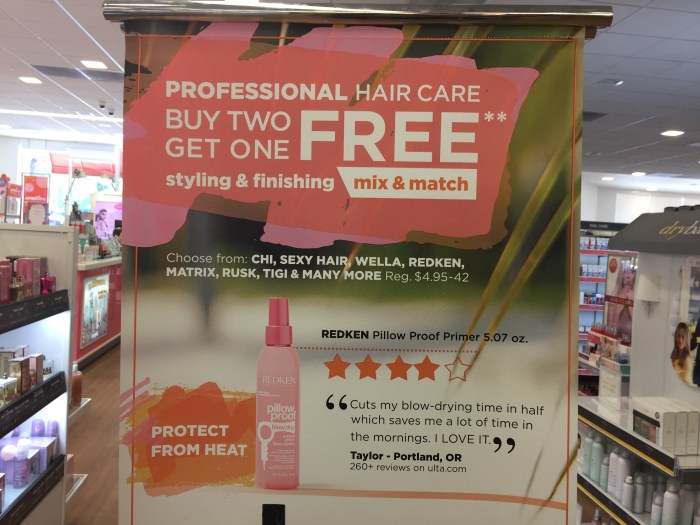 PROFESSIONAL HAIR CARE
BUY TWO
GET ONE FREE**
styling & finishing mix & match
Choose from: CHI, SEXY HAIR, WELLA, REDKEN,
MATRIX, RUSK, TIGI & MANY MORE Reg. $4.95-42
REDKEN Pillow Proof Primer 5.07 oz.
REDKEN
pillow
proof
blow dry
PROTECT
FROM HEAT
“Cuts my blow-drying time in half
which saves me a lot of time in
the mornings. I LOVE IT.”
Taylor - Portland, OR
260+ reviews on ulta.com